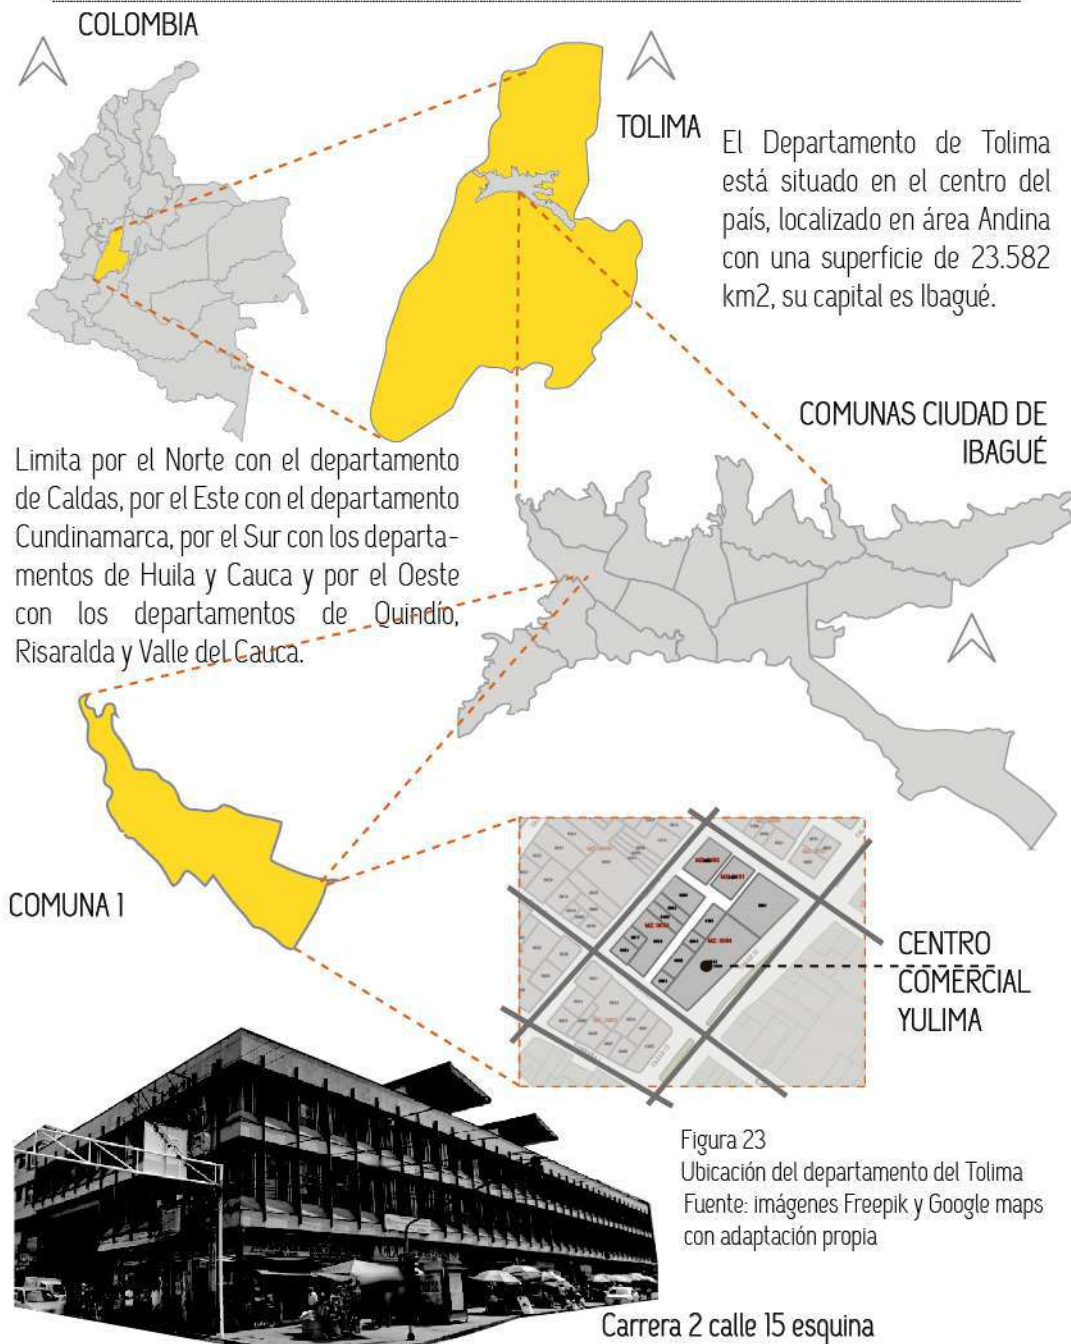 COLOMBIA
TOLIMA
El Departamento de Tolima
está situado en el centro del
país, localizado en área Andina
con una superficie de 23.582
km2, su capital es Ibagué.
COMUNAS CIUDAD DE
IBAGUÉ
Limita por el Norte con el departamento
de Caldas, por el Este con el departamento
Cundinamarca, por el Sur con los departa-
mentos de Huila y Cauca y por el Oeste
con los departamentos de Quindío,
Risaralda y Valle del Cauca.
COMUNA 1
CENTRO
COMERCIAL
YULIMA
Figura 23
Ubicación del departamento del Tolima
Fuente: imágenes Freepik y Google maps
con adaptación propia
Carrera 2 calle 15 esquina